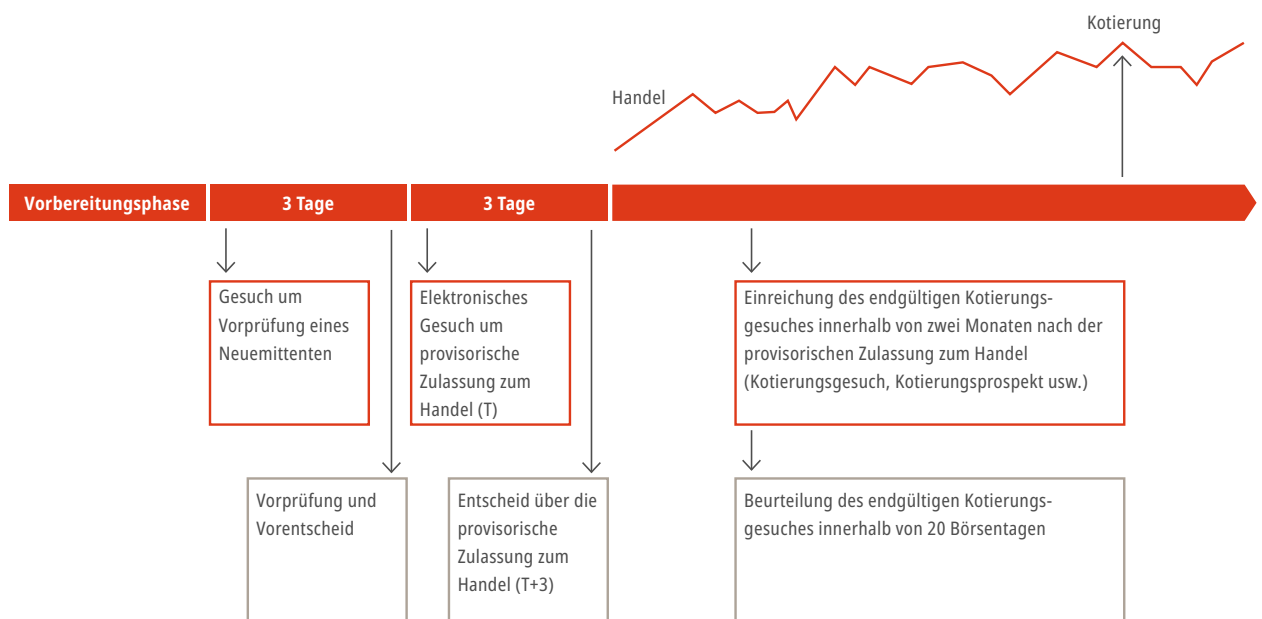 Kotierung
Handel
Vorbereitungsphase
3 Tage
3 Tage
Gesuch um
Vorprüfung eines
Neuemittenten
Elektronisches
Gesuch um
provisorische
Zulassung zum
Handel (T)
Einreichung des endgültigen Kotierungs-
gesuches innerhalb von zwei Monaten nach der
provisorischen Zulassung zum Handel
(Kotierungsgesuch, Kotierungsprospekt usw.)
Vorprüfung und
Vorentscheid
Entscheid über die
provisorische
Zulassung zum
Handel (T+3)
Beurteilung des endgültigen Kotierungs-
gesuches innerhalb von 20 Börsentagen